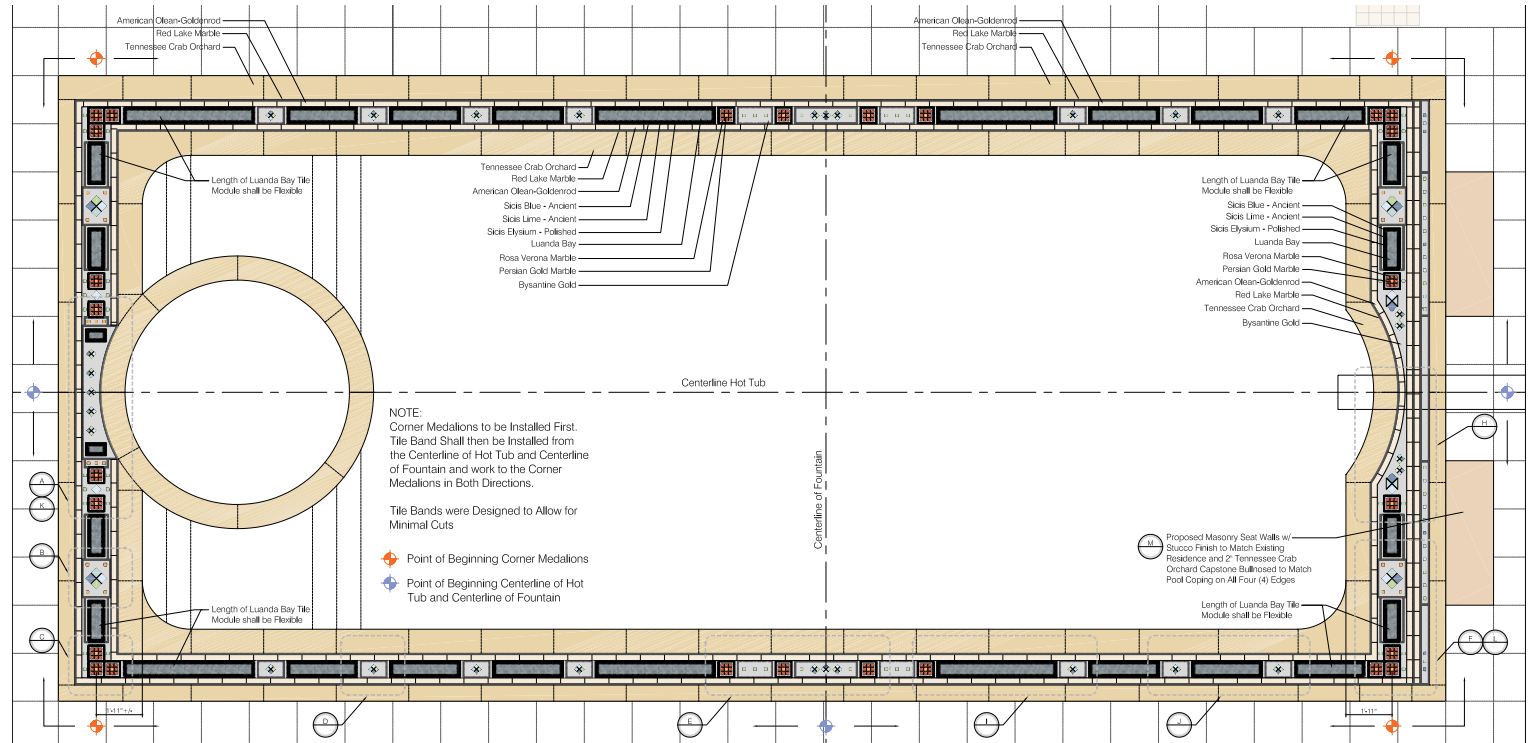 American Olean-Goldenrod
Red Lake Marble
Tennessee Crab Orchard
American Olean-Goldenrod
Red Lake Marble
Tennessee Crab Orchard
Length of Luanda Bay Tile
Module shall be Flexible
Tennessee Crab Orchard
Red Lake Marble
American Olean-Goldenrod
Sicis Blue - Ancient
Sicis Lime - Ancient
Sicis Elysium - Polished
Luanda Bay
Rosa Verona Marble
Persian Gold Marble
Bysantine Gold
Length of Luanda Bay Tile
Module shall be Flexible
Sicis Blue - Ancient
Sicis Lime - Ancient
Sicis Elysium - Polished
Luanda Bay
Rosa Verona Marble
Persian Gold Marble
American Olean-Goldenrod
Red Lake Marble
Tennessee Crab Orchard
Bysantine Gold
Centerline Hot Tub
Centerline of Fountain
NOTE:
Corner Medalions to be Installed First.
Tile Band Shall then be Installed from
the Centerline of Hot Tub and Centerline
of Fountain and work to the Corner
Medalions in Both Directions.
Tile Bands were Designed to Allow for
Minimal Cuts
Point of Beginning Corner Medalions
Point of Beginning Centerline of Hot
Tub and Centerline of Fountain
H
A
K
B
C
M
Proposed Masonry Seat Walls w/
Stucco Finish to Match Existing
Residence and 2" Tennessee Crab
Orchard Capstone Bullnosed to Match
Pool Coping on All Four (4) Edges
Length of Luanda Bay Tile
Module shall be Flexible
Length of Luanda Bay Tile
Module shall be Flexible
F
L
1'-11"+/-
1'-11"
D
E
I
J